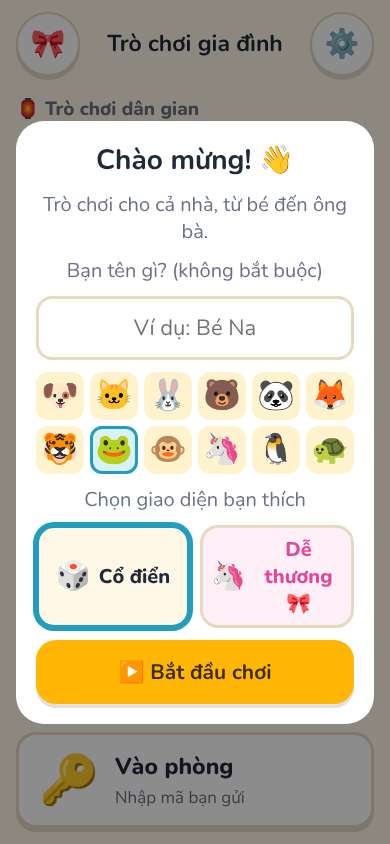 Trò chơi gia đình
Trò chơi dân gian
Chào mừng!
Trò chơi cho cả nhà, từ bé đến ông
bà.
Bạn tên gì? (không bắt buộc)
Ví dụ: Bé Na
Chọn giao diện bạn thích
Cổ điển
Dễ
thương
Bắt đầu chơi
Vào phòng
Nhập mã bạn gửi